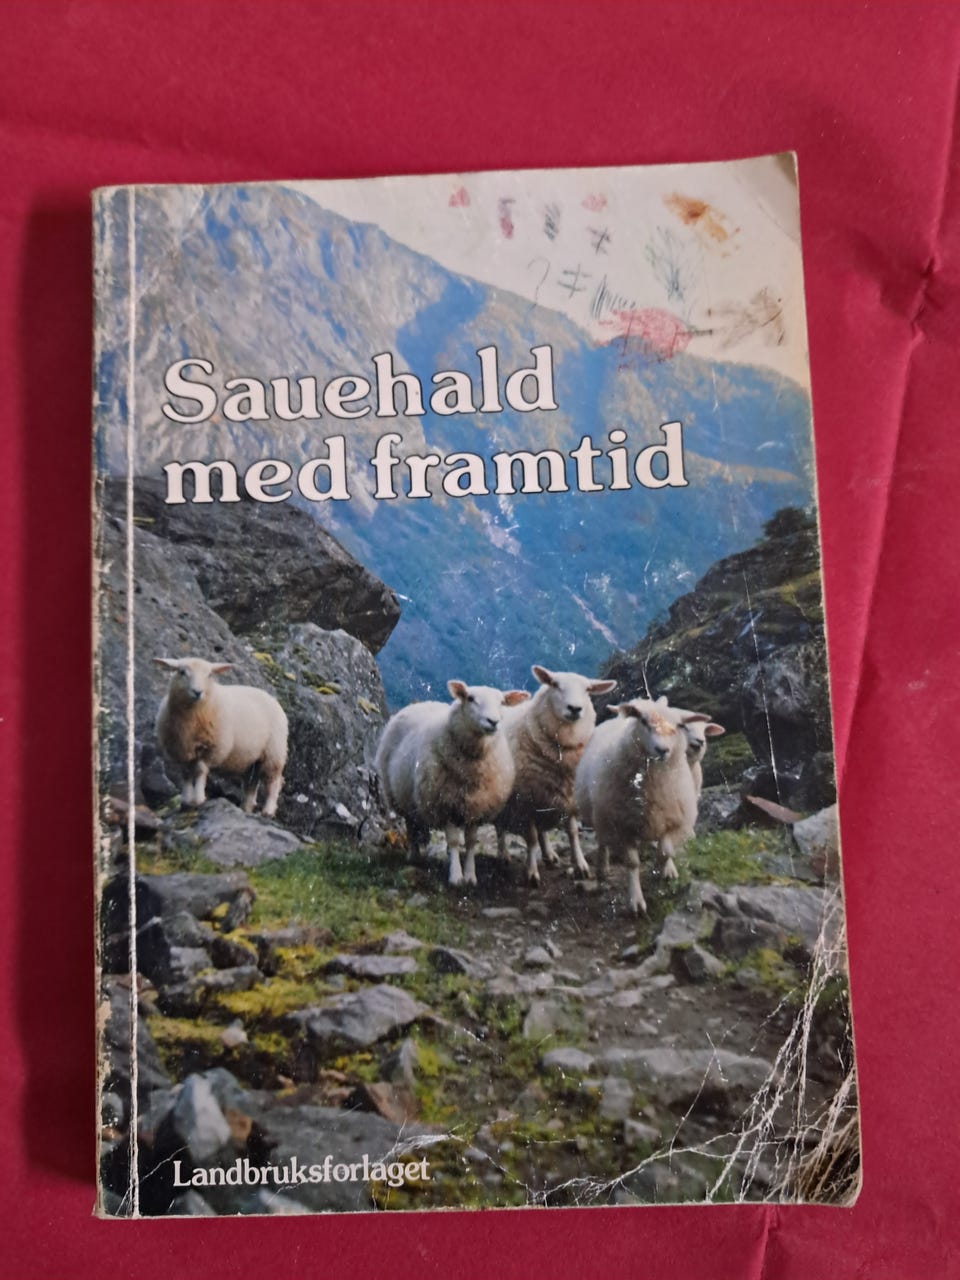 Sauehald
med framtid
Landbruksforlaget